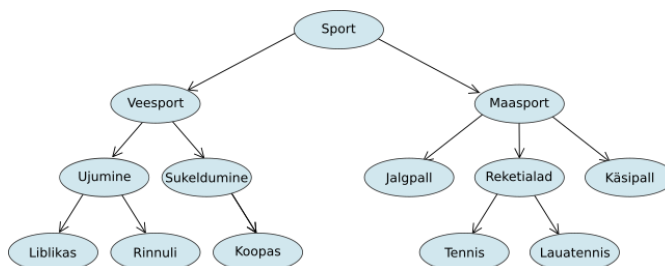 Sport
Veesport
Maasport
Ujumine
Sukeldumine
Jalgpall
Reketialad
Käsipall
Liblikas
Rinnuli
Koopas
Tennis
Lauatennis